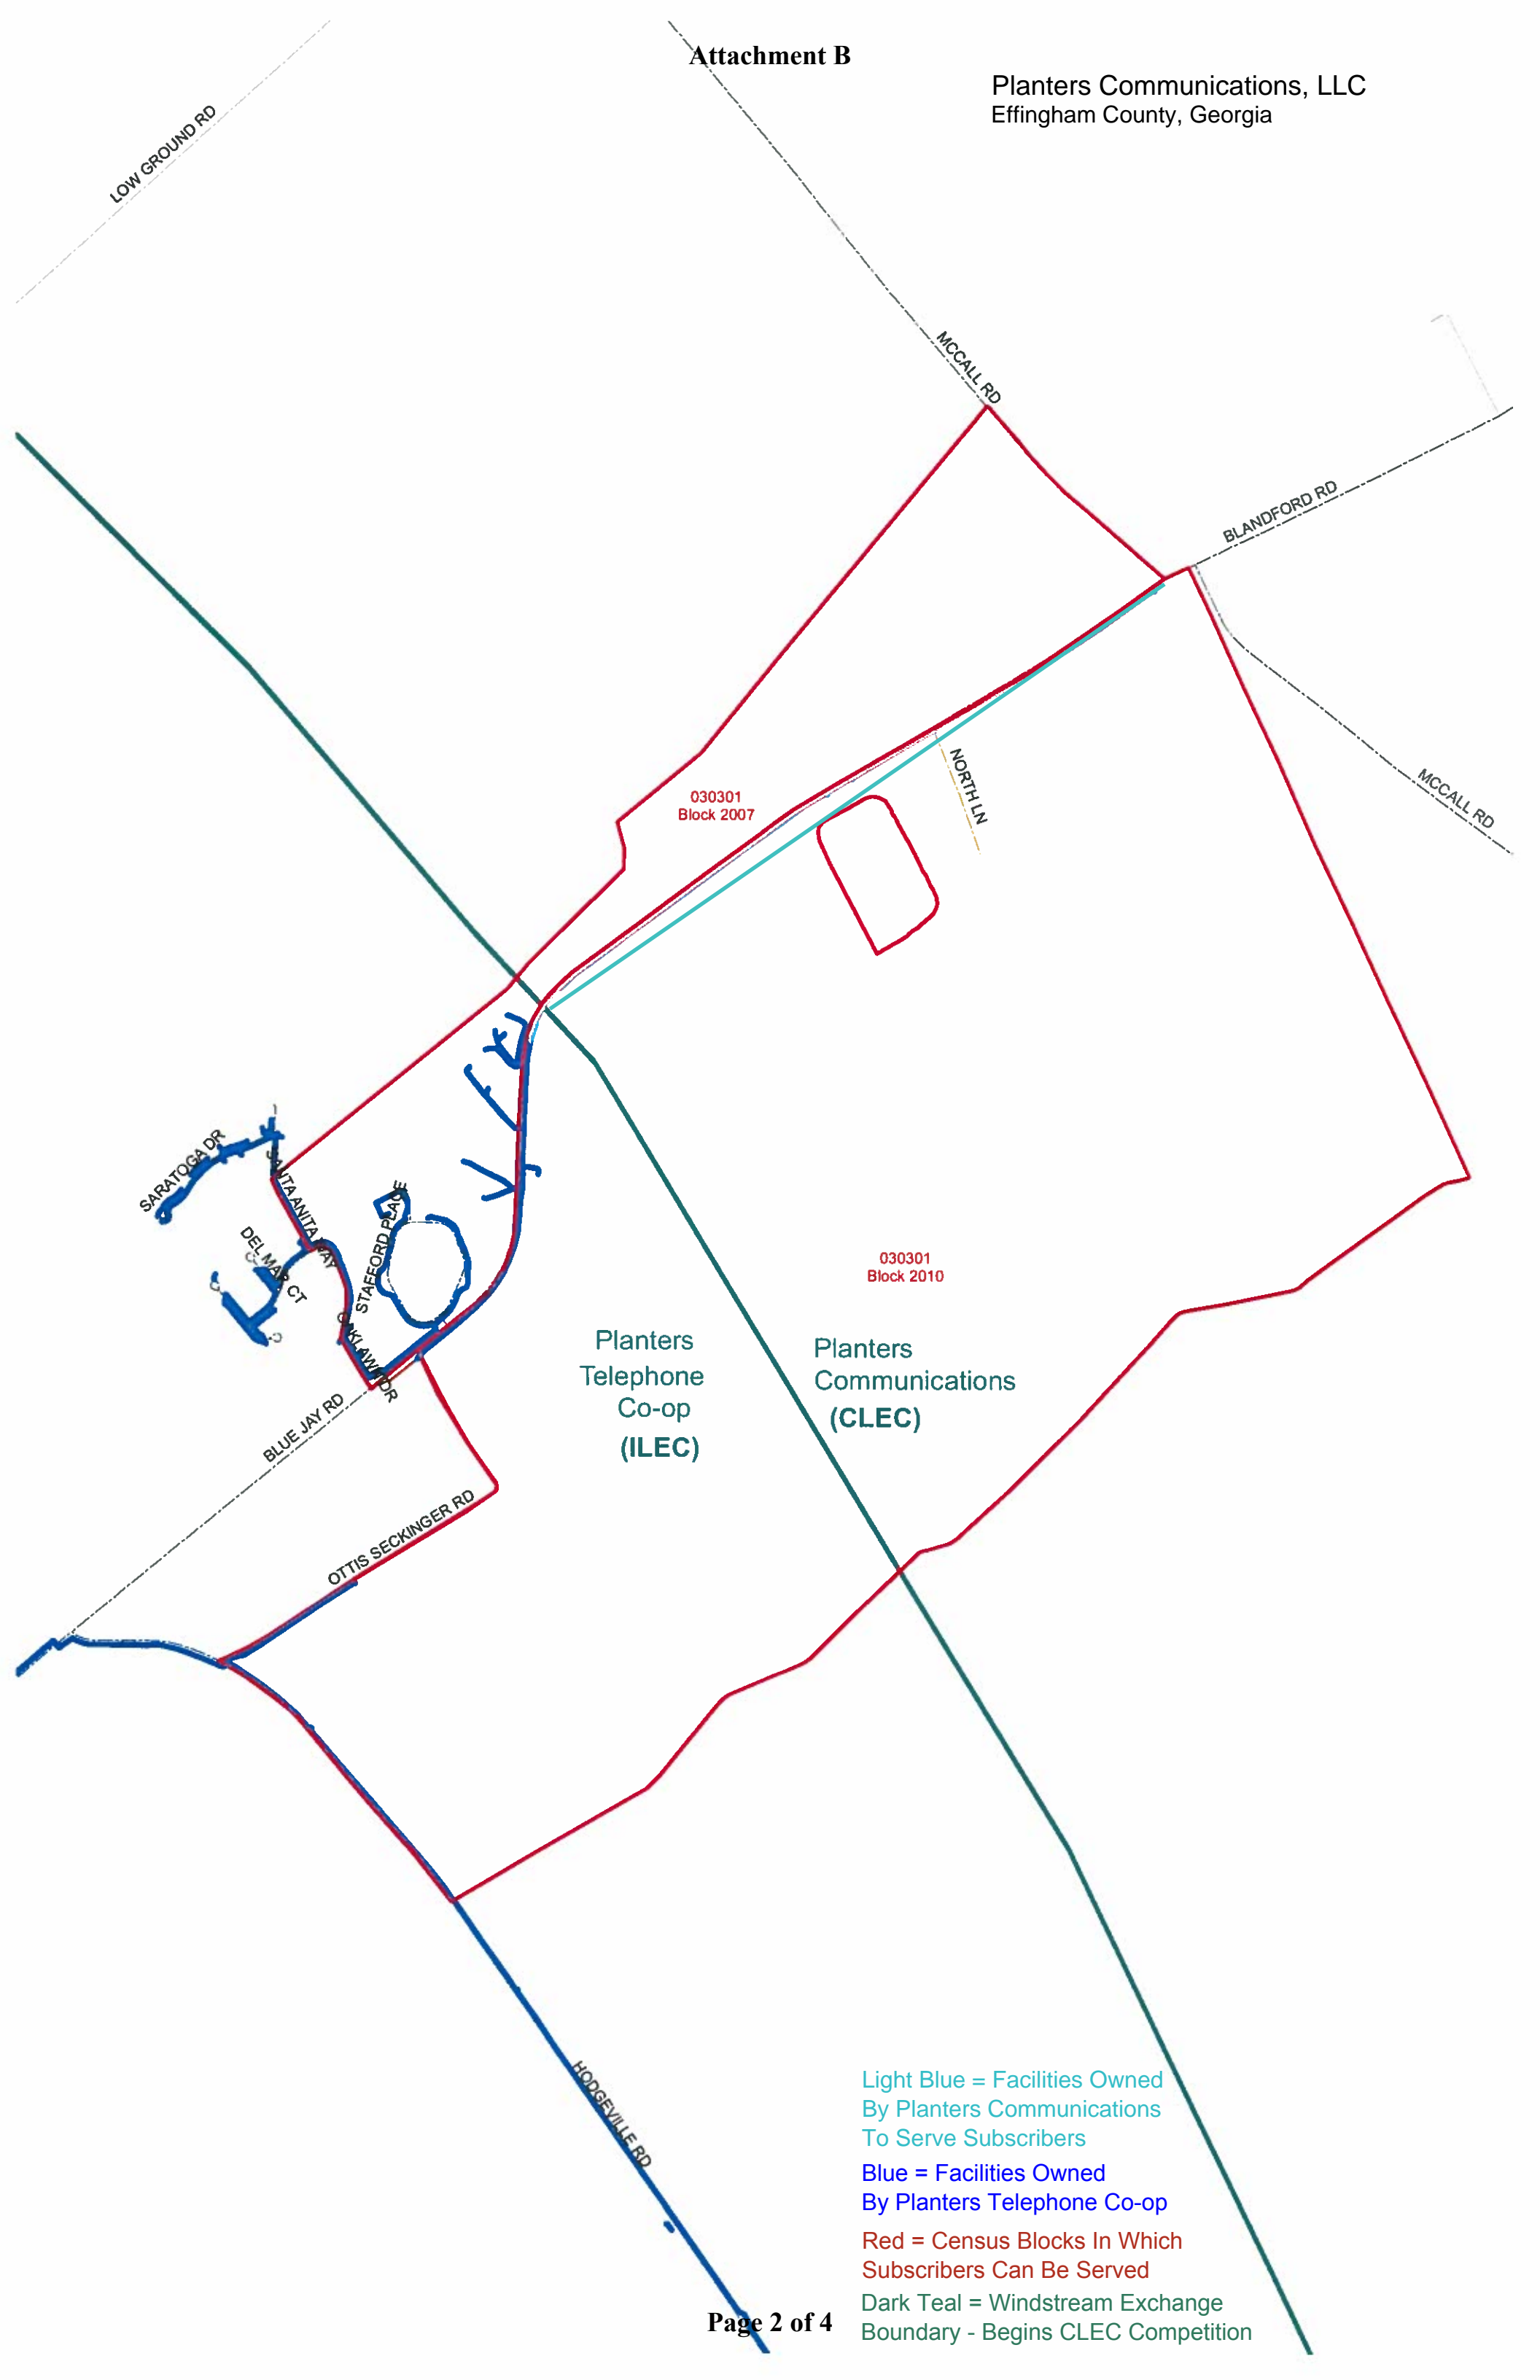 Attachment B
Planters Communications, LLC
Effingham County, Georgia
LOW GROUND RD
MCCALL RD
BLANDFORD RD
MCCALL RD
NORTH LN
030301
Block 2007
SARATOGA DR
SANTA ANITA WAY
DEL MAR CT
STAFFORD PLACE
OAKLAWN DR
BLUE JAY RD
OTTIS SECKINGER RD
030301
Block 2010
Planters
Telephone
Co-op
(ILEC)
Planters
Communications
(CLEC)
HODGEVILLE RD
Light Blue = Facilities Owned
By Planters Communications
To Serve Subscribers
Blue = Facilities Owned
By Planters Telephone Co-op
Red = Census Blocks In Which
Subscribers Can Be Served
Dark Teal = Windstream Exchange
Boundary - Begins CLEC Competition
Page 2 of 4